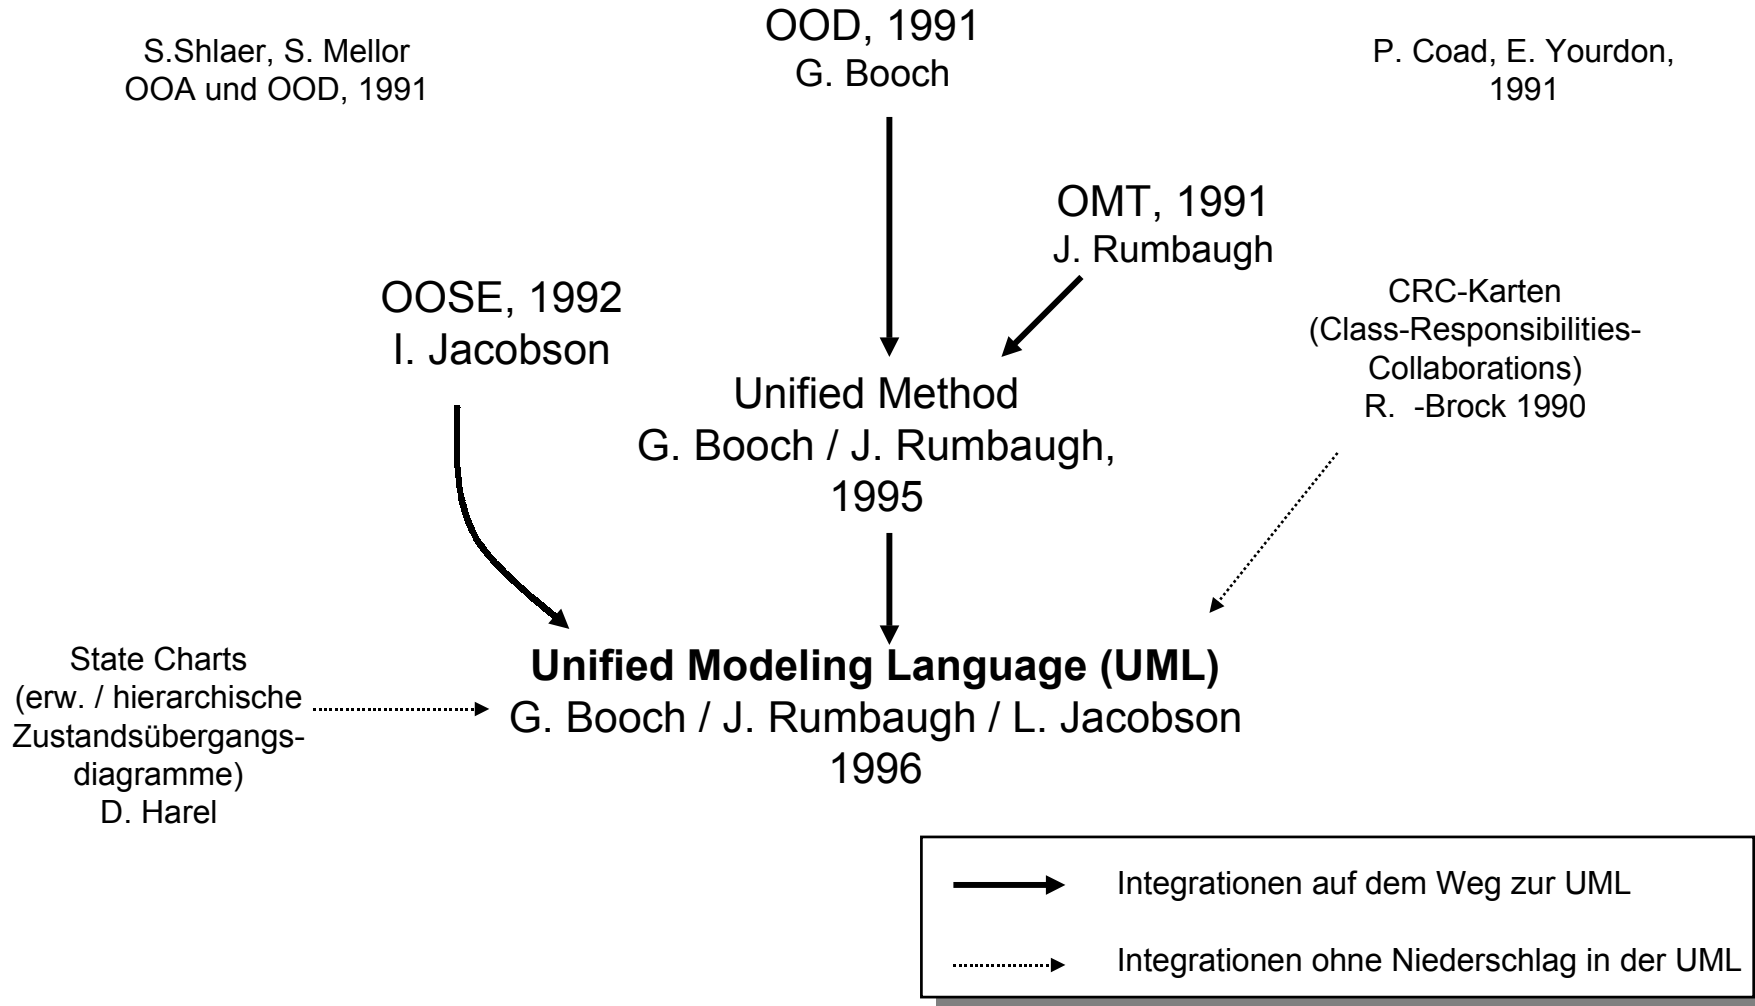 S.Shlaer, S. Mellor
OOA und OOD, 1991
OOD, 1991
G. Booch
P. Coad, E. Yourdon,
1991
OMT, 1991
J. Rumbaugh
OOSE, 1992
I. Jacobson
CRC-Karten
(Class-Responsibilities-
Collaborations)
R.  -Brock 1990
Unified Method
G. Booch / J. Rumbaugh,
1995
State Charts
(erw. / hierarchische
Zustandsübergangs-
diagramme)
D. Harel
Unified Modeling Language (UML)
G. Booch / J. Rumbaugh / L. Jacobson
1996
Integrationen auf dem Weg zur UML
Integrationen ohne Niederschlag in der UML